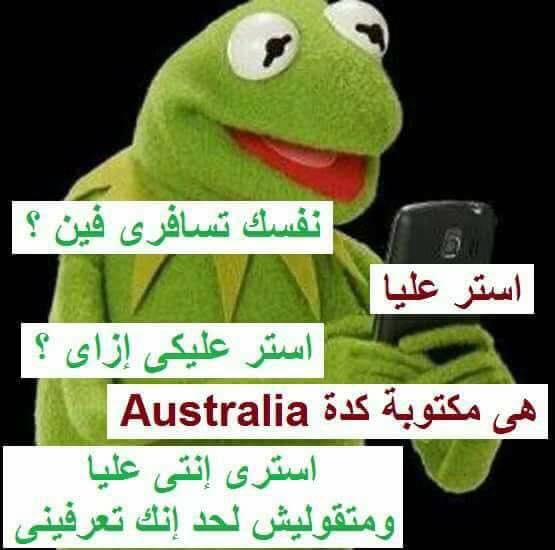 نفسك تسافرى فين ؟
استر عليا
استر عليكى إزاى ؟
هى مكتوبة كدة Australia
استرى إنتى عليا
ومتقوليش لحد إنك تعرفينى